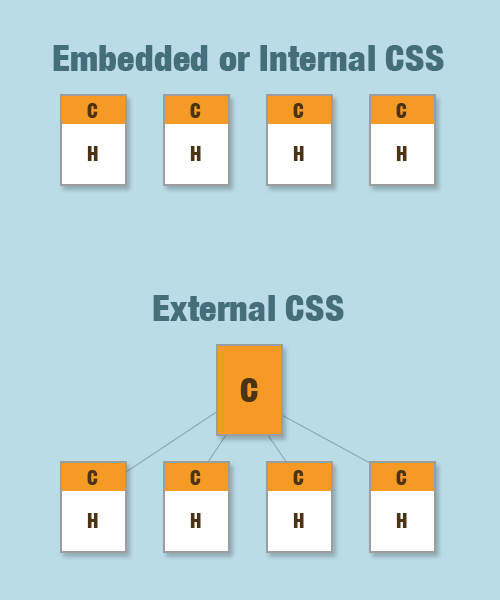 Embedded or Internal CSS
C C C C
H H H H
External CSS
C
C C C C
H H H H